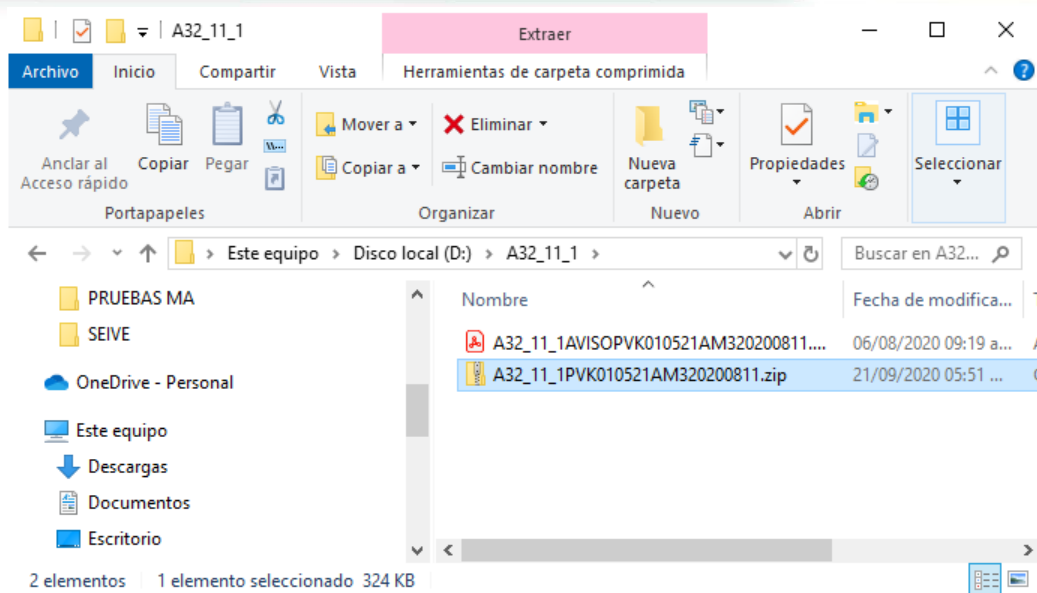 A32_11_1
Extraer
Archivo Inicio Compartir Vista Herramientas de carpeta comprimida
Anclar al Acceso rápido
Copiar
Pegar
Portapapeles
Mover a
Copiar a
Eliminar
Cambiar nombre
Organizar
Nueva carpeta
Nuevo
Propiedades
Abrir
Seleccionar
Este equipo > Disco local (D:) > A32_11_1 >
Buscar en A32...
PRUEBAS MA
SEIVE
OneDrive - Personal
Este equipo
Descargas
Documentos
Escritorio
Nombre Fecha de modifica...
A32_11_1AVISOPVK010521AM320200811.... 06/08/2020 09:19 a...
A32_11_1PVK010521AM320200811.zip 21/09/2020 05:51 ...
2 elementos 1 elemento seleccionado 324 KB